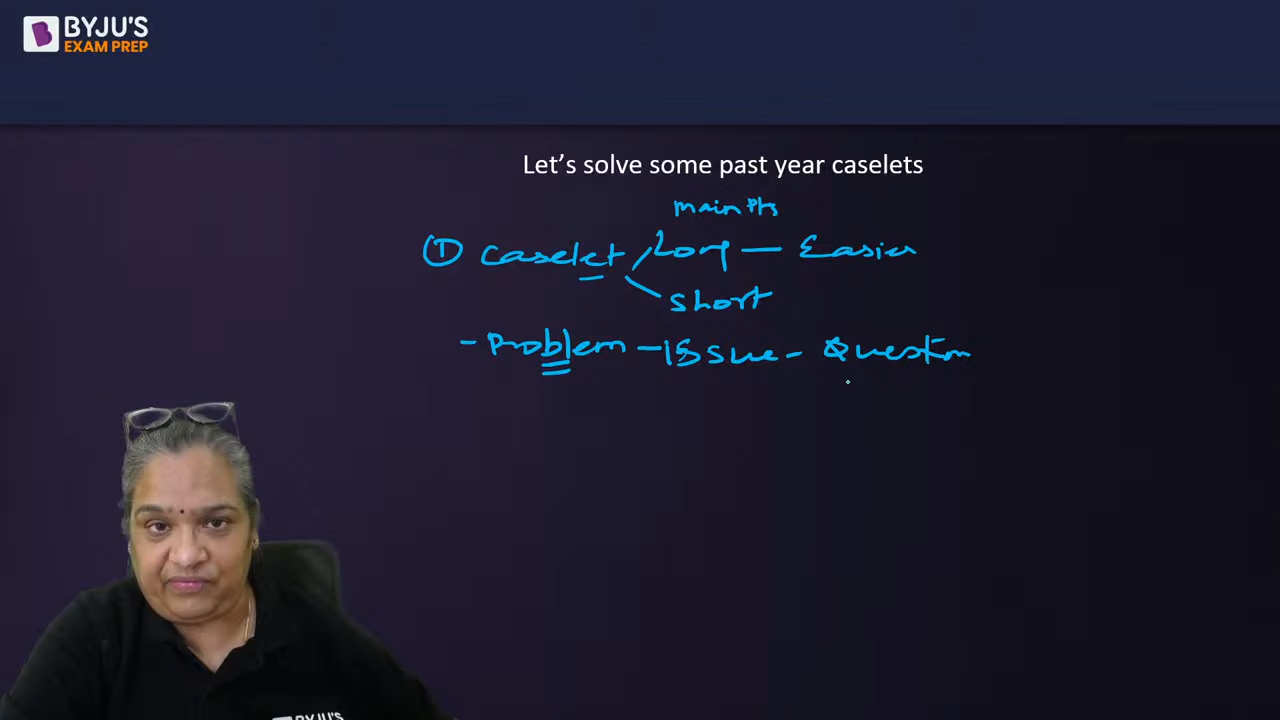 BYJU'S
EXAM PREP
Let's solve some past year caselets
main Pts
① Caselet / Long — Easier
\ Short
- Problem - issue - Question
BYJU'S